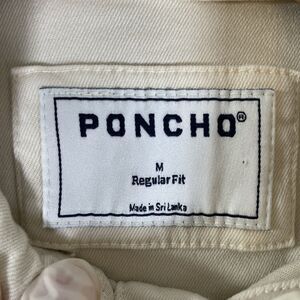 PONCHO®
M
Regular Fit
Made in Sri Lanka